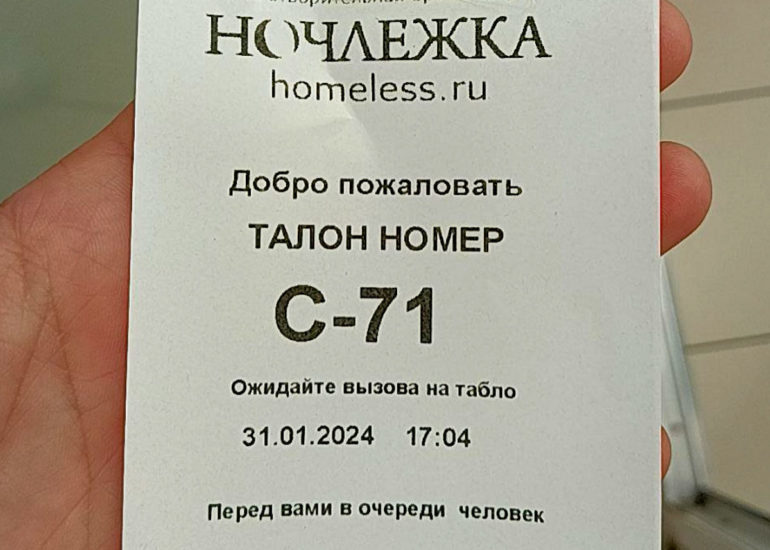 НОЧЛЕЖКА
homeless.ru
Добро пожаловать
ТАЛОН НОМЕР
С-71
Ожидайте вызова на табло
31.01.2024 17:04
Перед вами в очереди человек